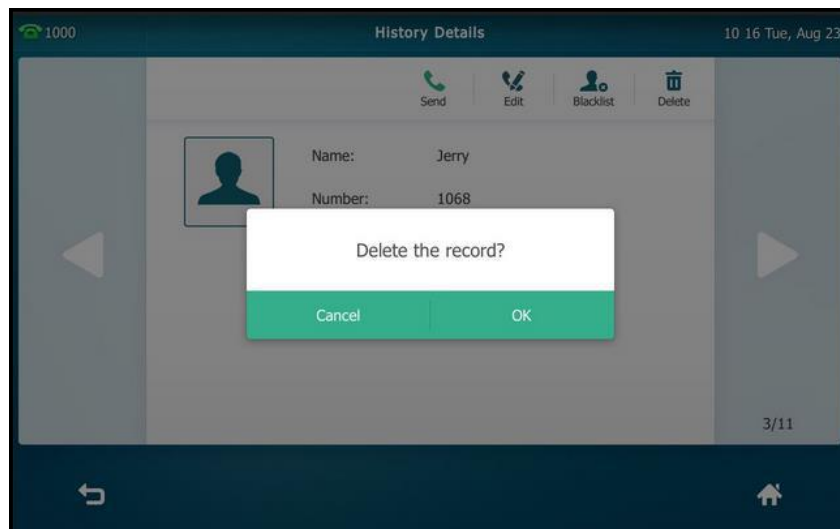 1000 History Details 10 16 Tue, Aug 23
Send Edit Blacklist Delete
Name: Jerry
Number: 1068
Delete the record?
Cancel OK
3/11